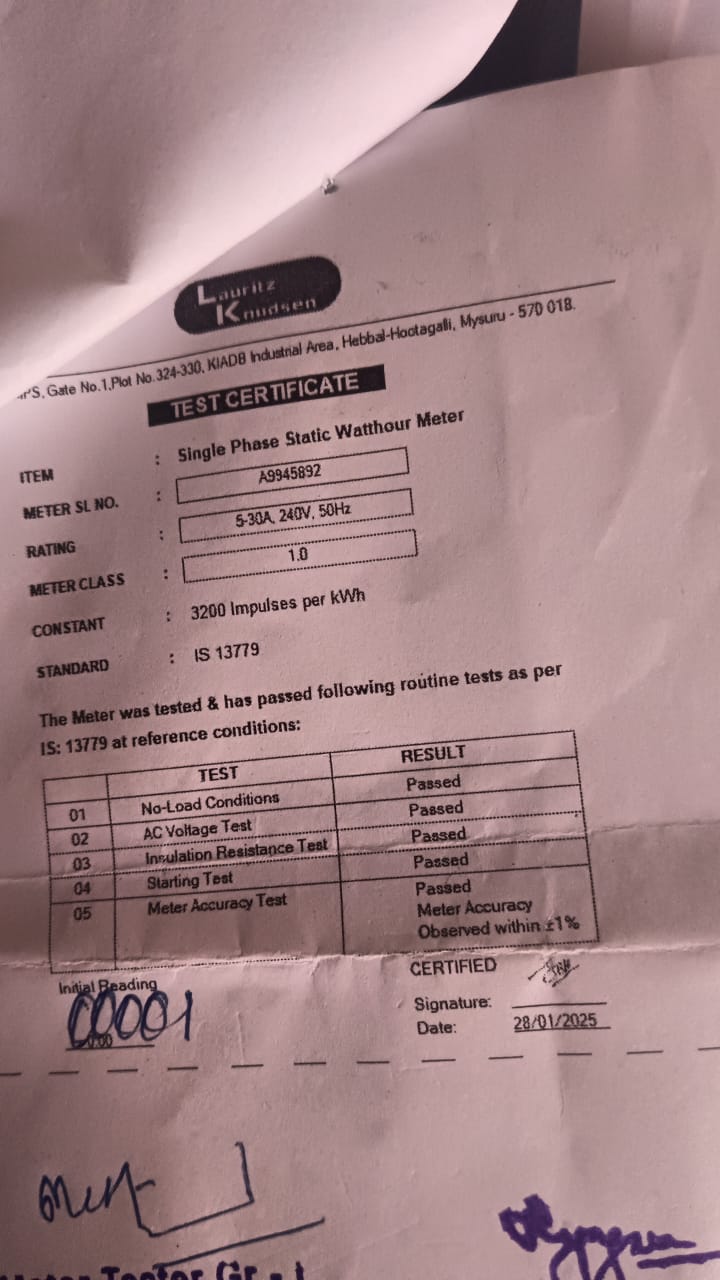 Lauritz
Knudsen
PS, Gate No.1,Plot No.324-330, KIADB Industrial Area, Hebbal-Hootagalli, Mysuru - 570 018.
TEST CERTIFICATE
ITEM : Single Phase Static Watthour Meter
METER SL NO. : A9945892
RATING : 5-30A, 240V, 50Hz
METER CLASS : 1.0
CONSTANT : 3200 Impulses per kWh
STANDARD : IS 13779
The Meter was tested & has passed following routine tests as per
IS: 13779 at reference conditions:
TEST RESULT
01 No-Load Conditions Passed
02 AC Voltage Test Passed
03 Insulation Resistance Test Passed
04 Starting Test Passed
05 Meter Accuracy Test Passed
Meter Accuracy
Observed within ±1%
Initial Reading
00001
CERTIFIED
Signature:
Date: 28/01/2025
Meter Tester Gr - 1